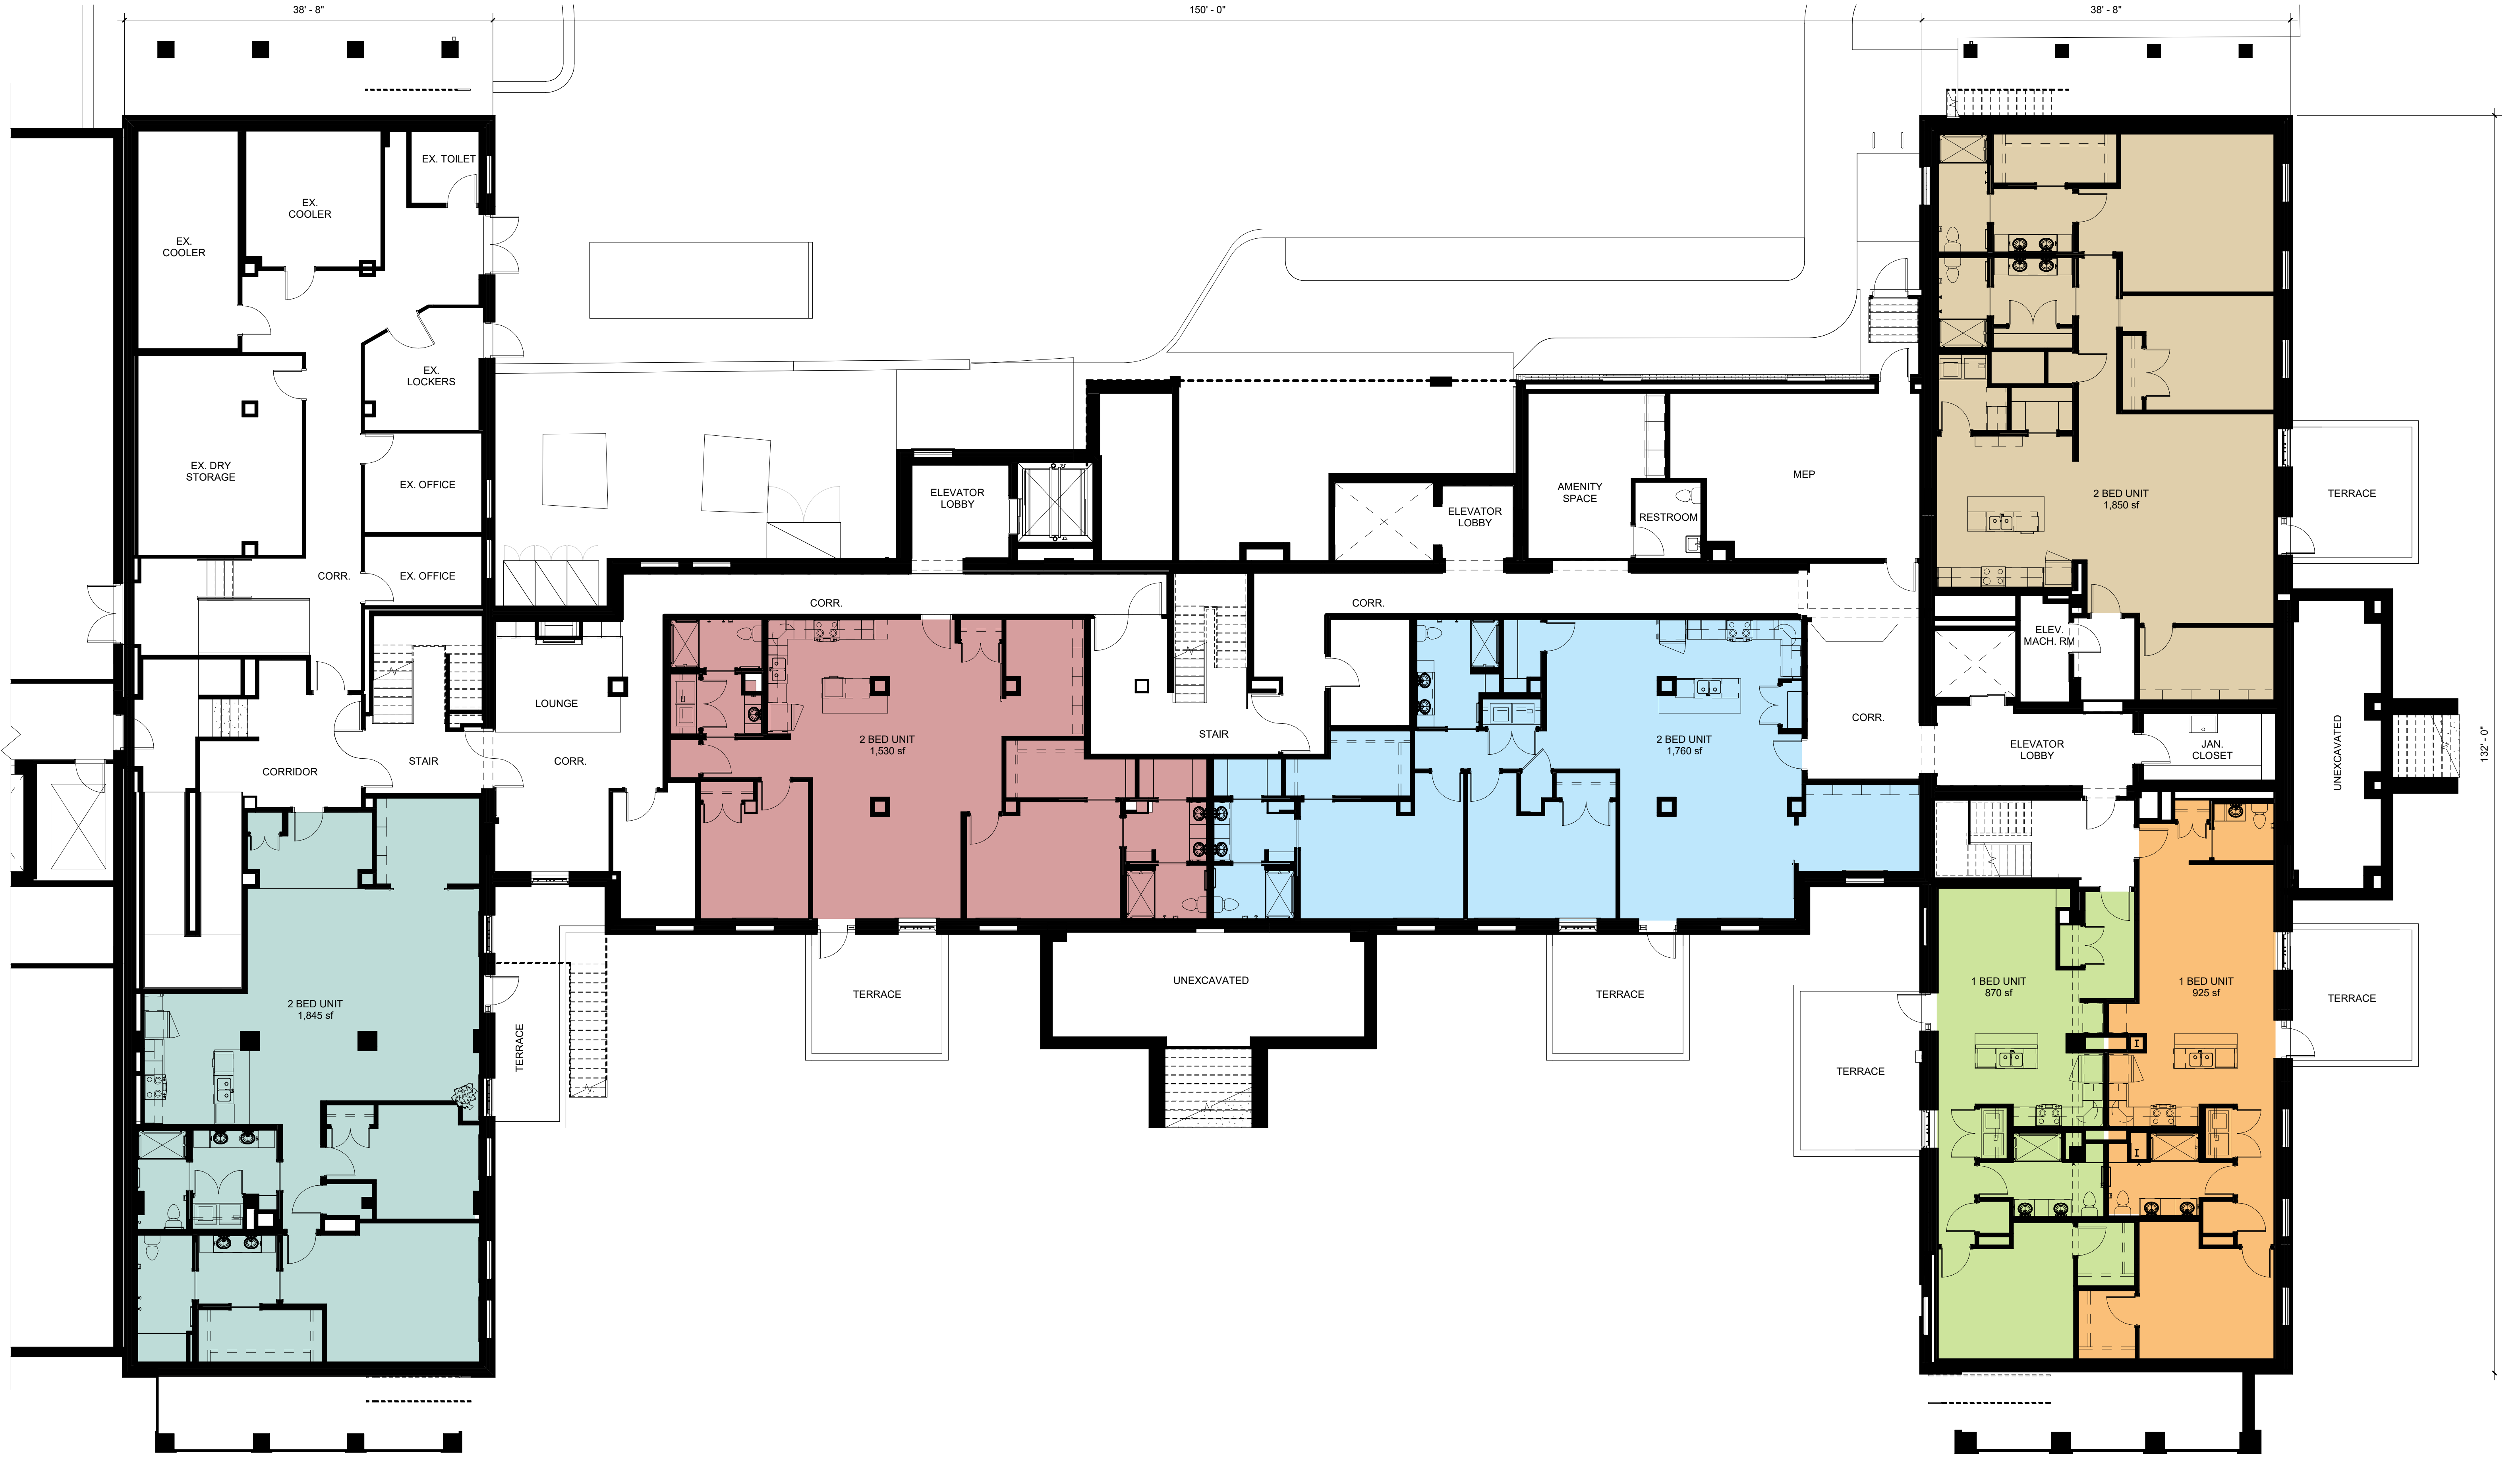 38' - 8"
150' - 0"
38' - 8"
EX. TOILET
EX.
COOLER
EX.
COOLER
EX.
LOCKERS
EX. DRY
STORAGE
EX. OFFICE
EX. OFFICE
CORR.
ELEVATOR
LOBBY
ELEVATOR
LOBBY
AMENITY
SPACE
RESTROOM
MEP
2 BED UNIT
1,850 sf
TERRACE
CORR.
CORR.
ELEV.
MACH. RM
LOUNGE
CORR.
CORRIDOR
STAIR
2 BED UNIT
1,530 sf
STAIR
2 BED UNIT
1,760 sf
CORR.
ELEVATOR
LOBBY
JAN.
CLOSET
UNEXCAVATED
132' - 0"
2 BED UNIT
1,845 sf
TERRACE
TERRACE
UNEXCAVATED
TERRACE
TERRACE
1 BED UNIT
870 sf
1 BED UNIT
925 sf
TERRACE